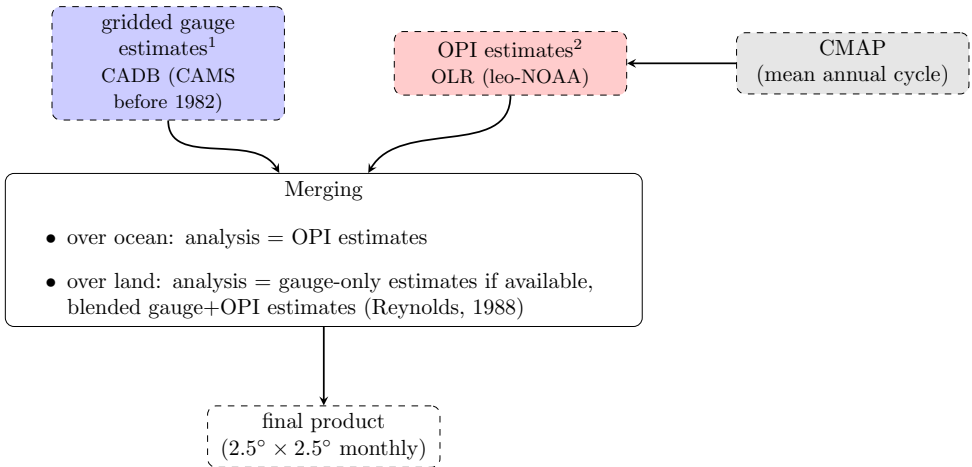 gridded gauge
estimates¹
CADB (CAMS
before 1982)
OPI estimates²
OLR (leo-NOAA)
CMAP
(mean annual cycle)
Merging
• over ocean: analysis = OPI estimates
• over land: analysis = gauge-only estimates if available,
blended gauge+OPI estimates (Reynolds, 1988)
final product
(2.5° × 2.5° monthly)